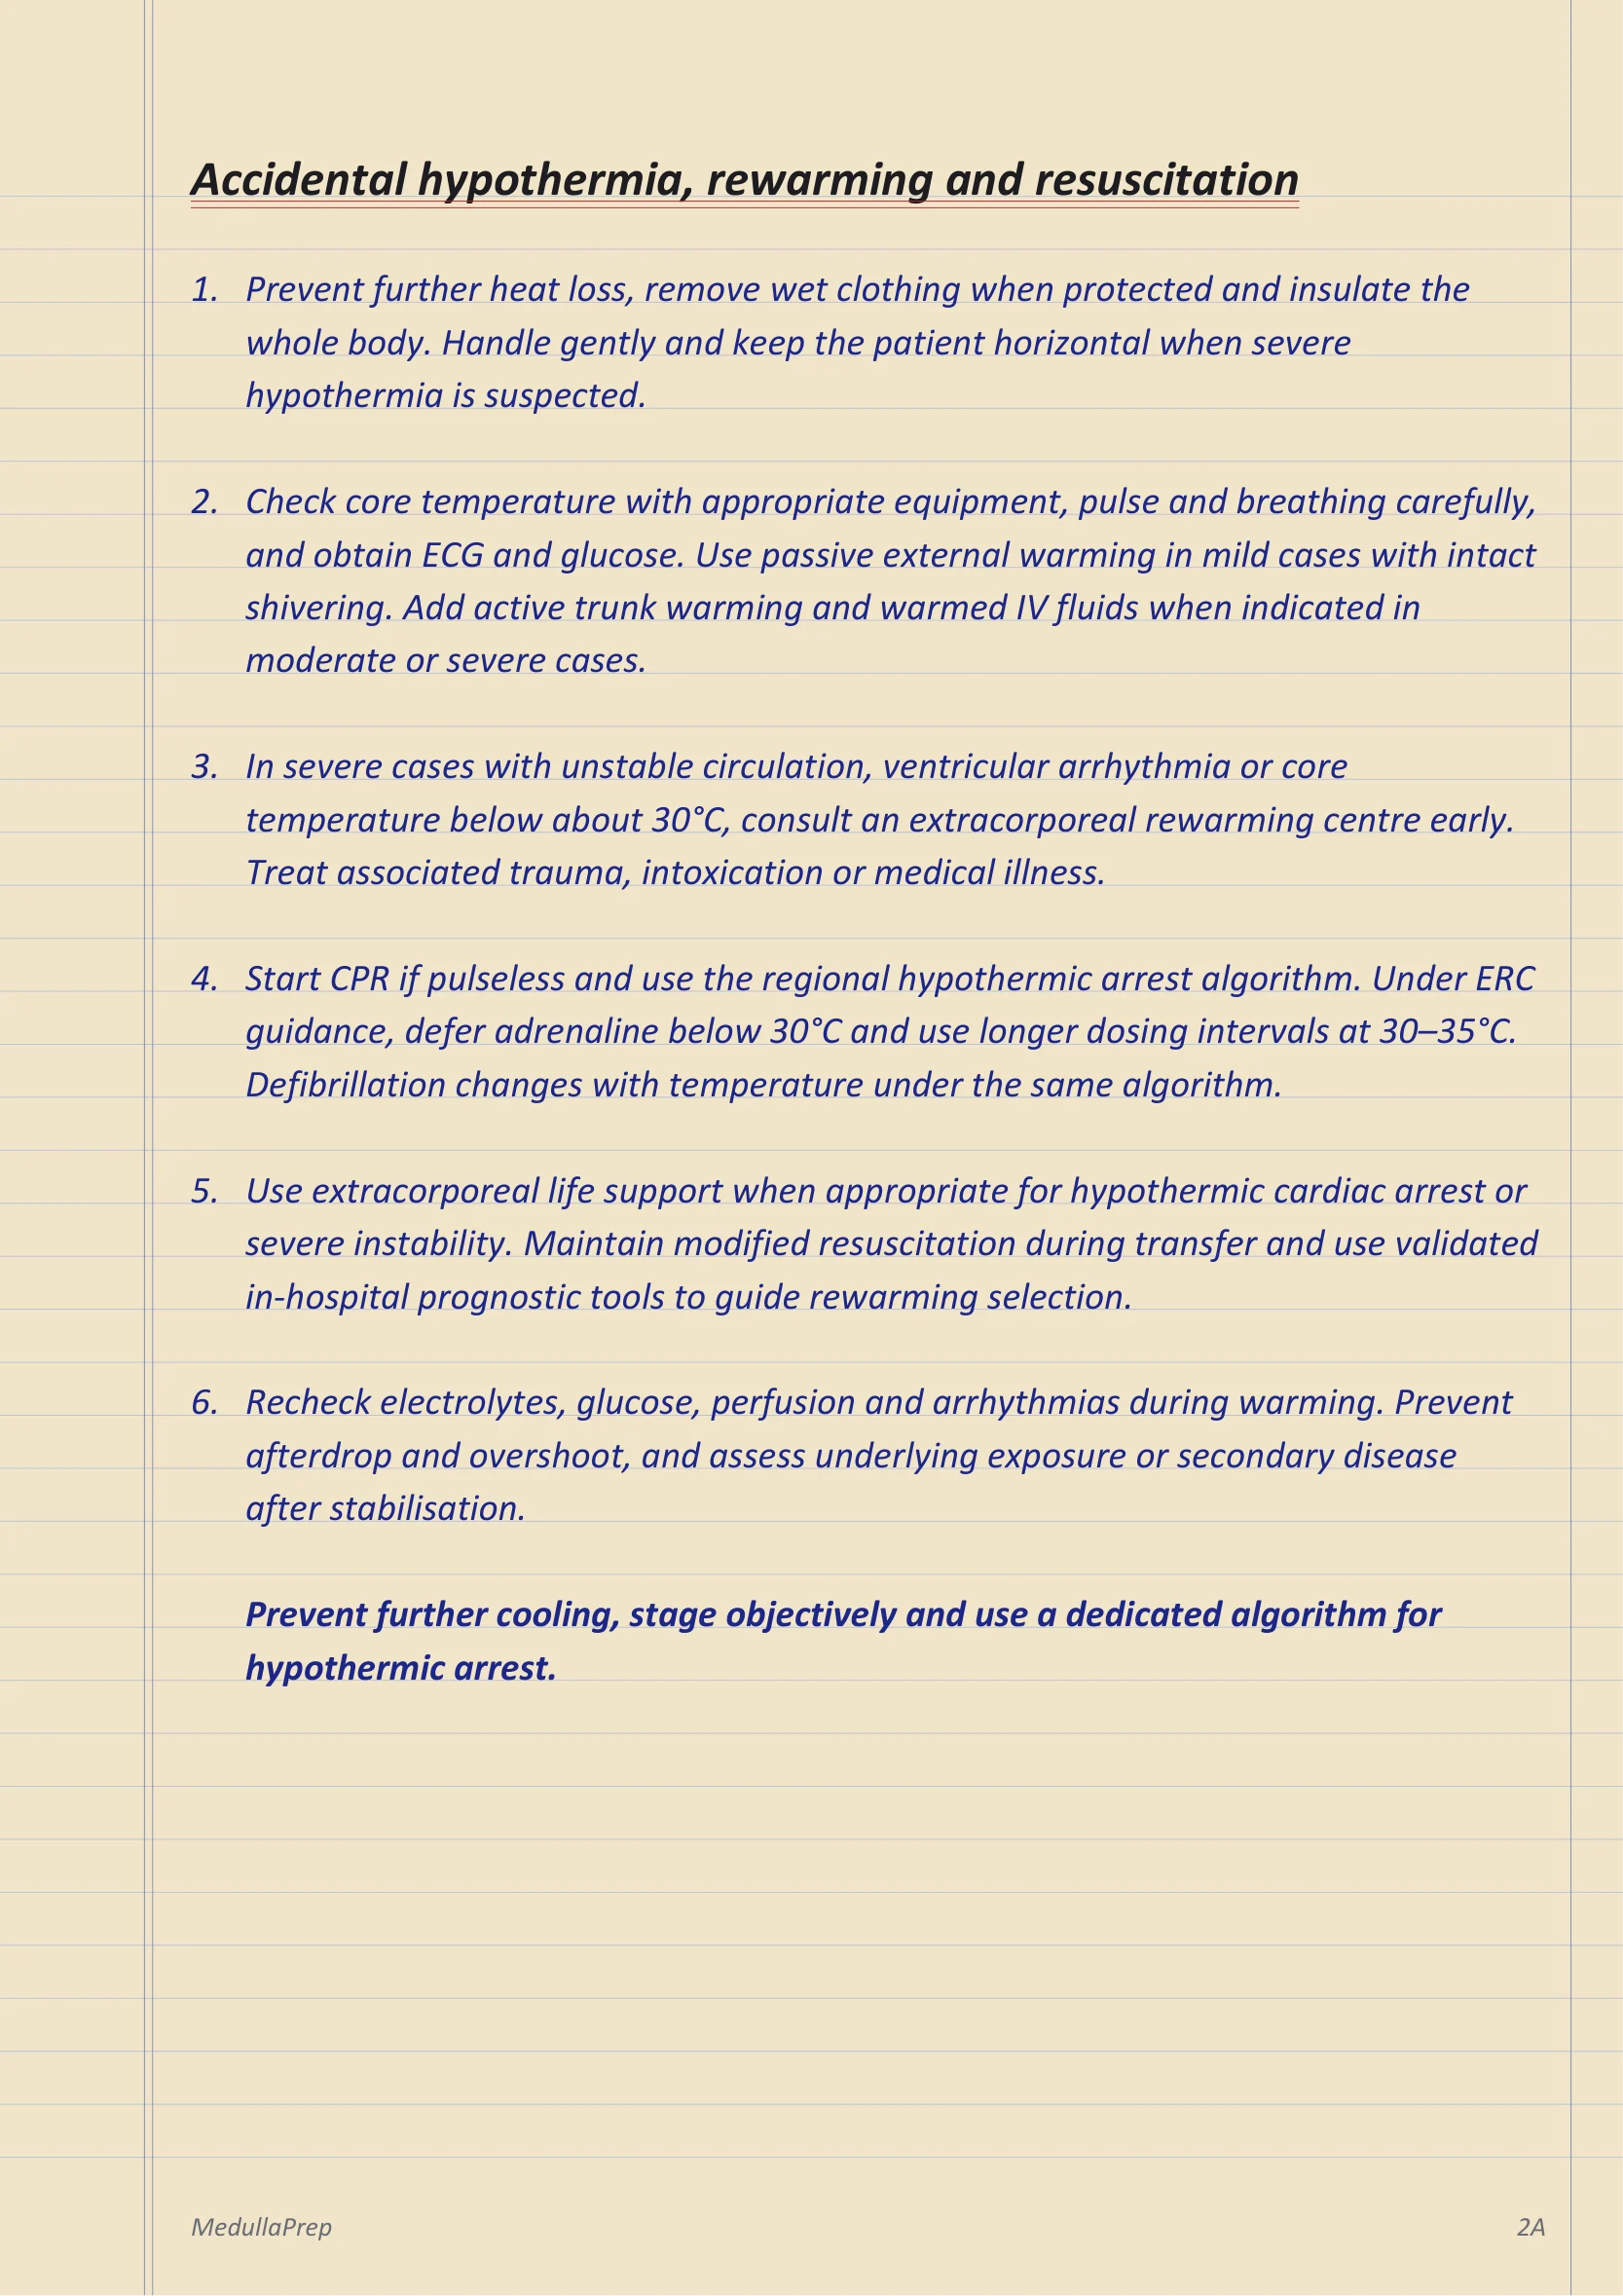 Accidental hypothermia, rewarming and resuscitation
1. Prevent further heat loss, remove wet clothing when protected and insulate the
whole body. Handle gently and keep the patient horizontal when severe
hypothermia is suspected.
2. Check core temperature with appropriate equipment, pulse and breathing carefully,
and obtain ECG and glucose. Use passive external warming in mild cases with intact
shivering. Add active trunk warming and warmed IV fluids when indicated in
moderate or severe cases.
3. In severe cases with unstable circulation, ventricular arrhythmia or core
temperature below about 30°C, consult an extracorporeal rewarming centre early.
Treat associated trauma, intoxication or medical illness.
4. Start CPR if pulseless and use the regional hypothermic arrest algorithm. Under ERC
guidance, defer adrenaline below 30°C and use longer dosing intervals at 30–35°C.
Defibrillation changes with temperature under the same algorithm.
5. Use extracorporeal life support when appropriate for hypothermic cardiac arrest or
severe instability. Maintain modified resuscitation during transfer and use validated
in-hospital prognostic tools to guide rewarming selection.
6. Recheck electrolytes, glucose, perfusion and arrhythmias during warming. Prevent
afterdrop and overshoot, and assess underlying exposure or secondary disease
after stabilisation.
Prevent further cooling, stage objectively and use a dedicated algorithm for
hypothermic arrest.
MedullaPrep 2A